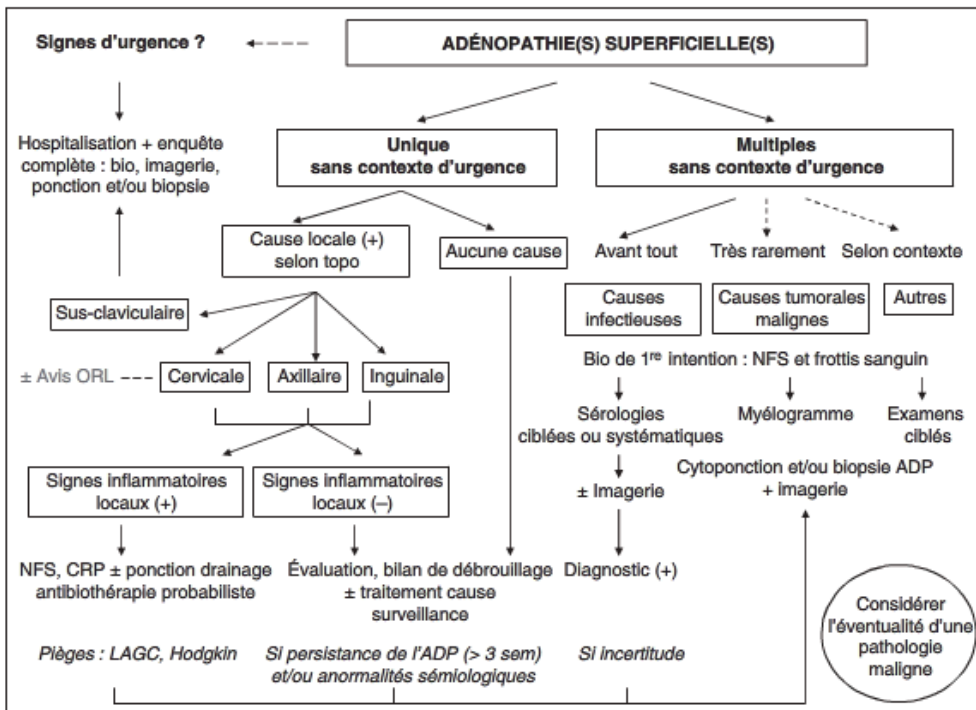 Signes d'urgence ?
ADÉNOPATHIE(S) SUPERFICIELLE(S)
Hospitalisation + enquête
complète : bio, imagerie,
ponction et/ou biopsie
Unique
sans contexte d'urgence
Multiples
sans contexte d'urgence
Cause locale (+)
selon topo
Aucune cause
Avant tout
Très rarement
Selon contexte
Sus-claviculaire
Causes
infectieuses
Causes tumorales
malignes
Autres
± Avis ORL
Cervicale
Axillaire
Inguinale
Bio de 1re intention : NFS et frottis sanguin
Sérologies
ciblées ou systématiques
Myélogramme
Examens
ciblés
Signes inflammatoires
locaux (+)
Signes inflammatoires
locaux (–)
± Imagerie
Cytoponction et/ou biopsie ADP
+ imagerie
NFS, CRP ± ponction drainage
antibiothérapie probabiliste
Évaluation, bilan de débrouillage
± traitement cause
surveillance
Diagnostic (+)
Considérer
l'éventualité d'une
pathologie
maligne
Pièges : LAGC, Hodgkin
Si persistance de l'ADP (> 3 sem)
et/ou anormalités sémiologiques
Si incertitude